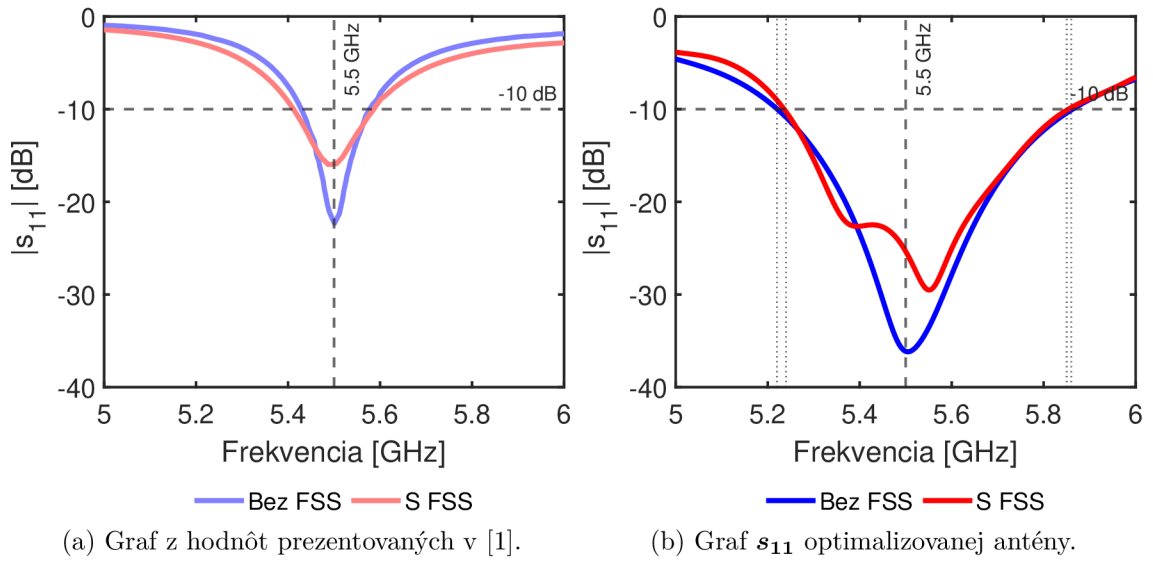 0
-10
-20
-30
-40
|s11| [dB]
5.5 GHz
-10 dB
5
5.2
5.4
5.6
5.8
6
Frekvencia [GHz]
Bez FSS
S FSS
(a) Graf z hodnôt prezentovaných v [1].
0
-10
-20
-30
-40
|s11| [dB]
5.5 GHz
-10 dB
5
5.2
5.4
5.6
5.8
6
Frekvencia [GHz]
Bez FSS
S FSS
(b) Graf s11 optimalizovanej antény.